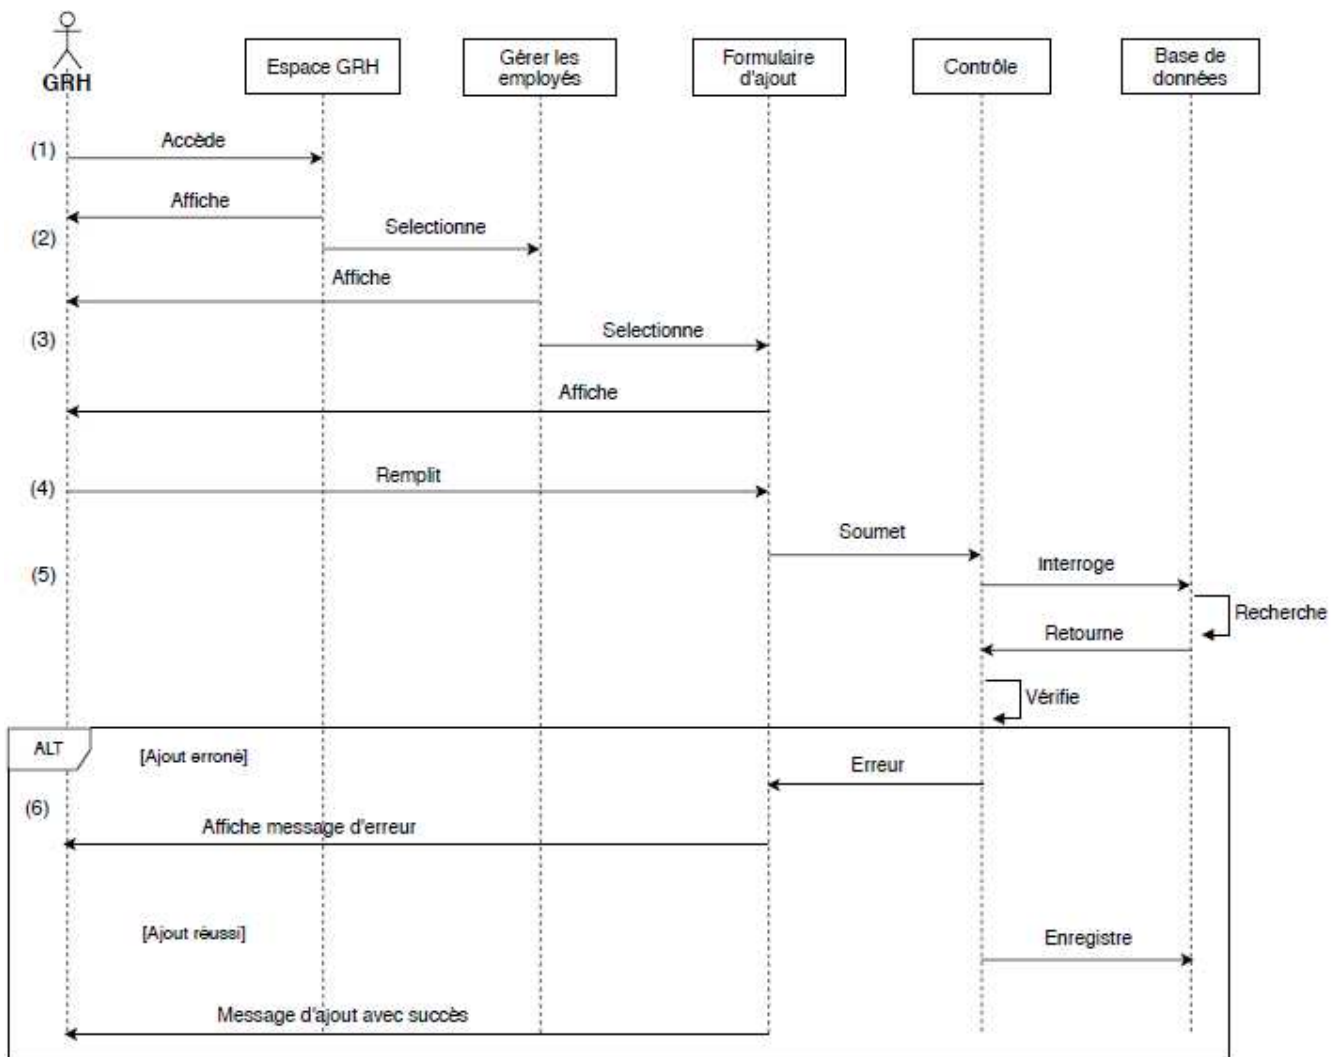 GRH
Espace GRH
Gérer les
employés
Formulaire
d'ajout
Contrôle
Base de
données
(1)
Accède
Affiche
(2)
Selectionne
Affiche
(3)
Selectionne
Affiche
(4)
Remplit
Soumet
(5)
Interroge
Recherche
Retourne
Vérifie
ALT
[Ajout erroné]
Erreur
(6)
Affiche message d'erreur
[Ajout réussi]
Enregistre
Message d'ajout avec succès